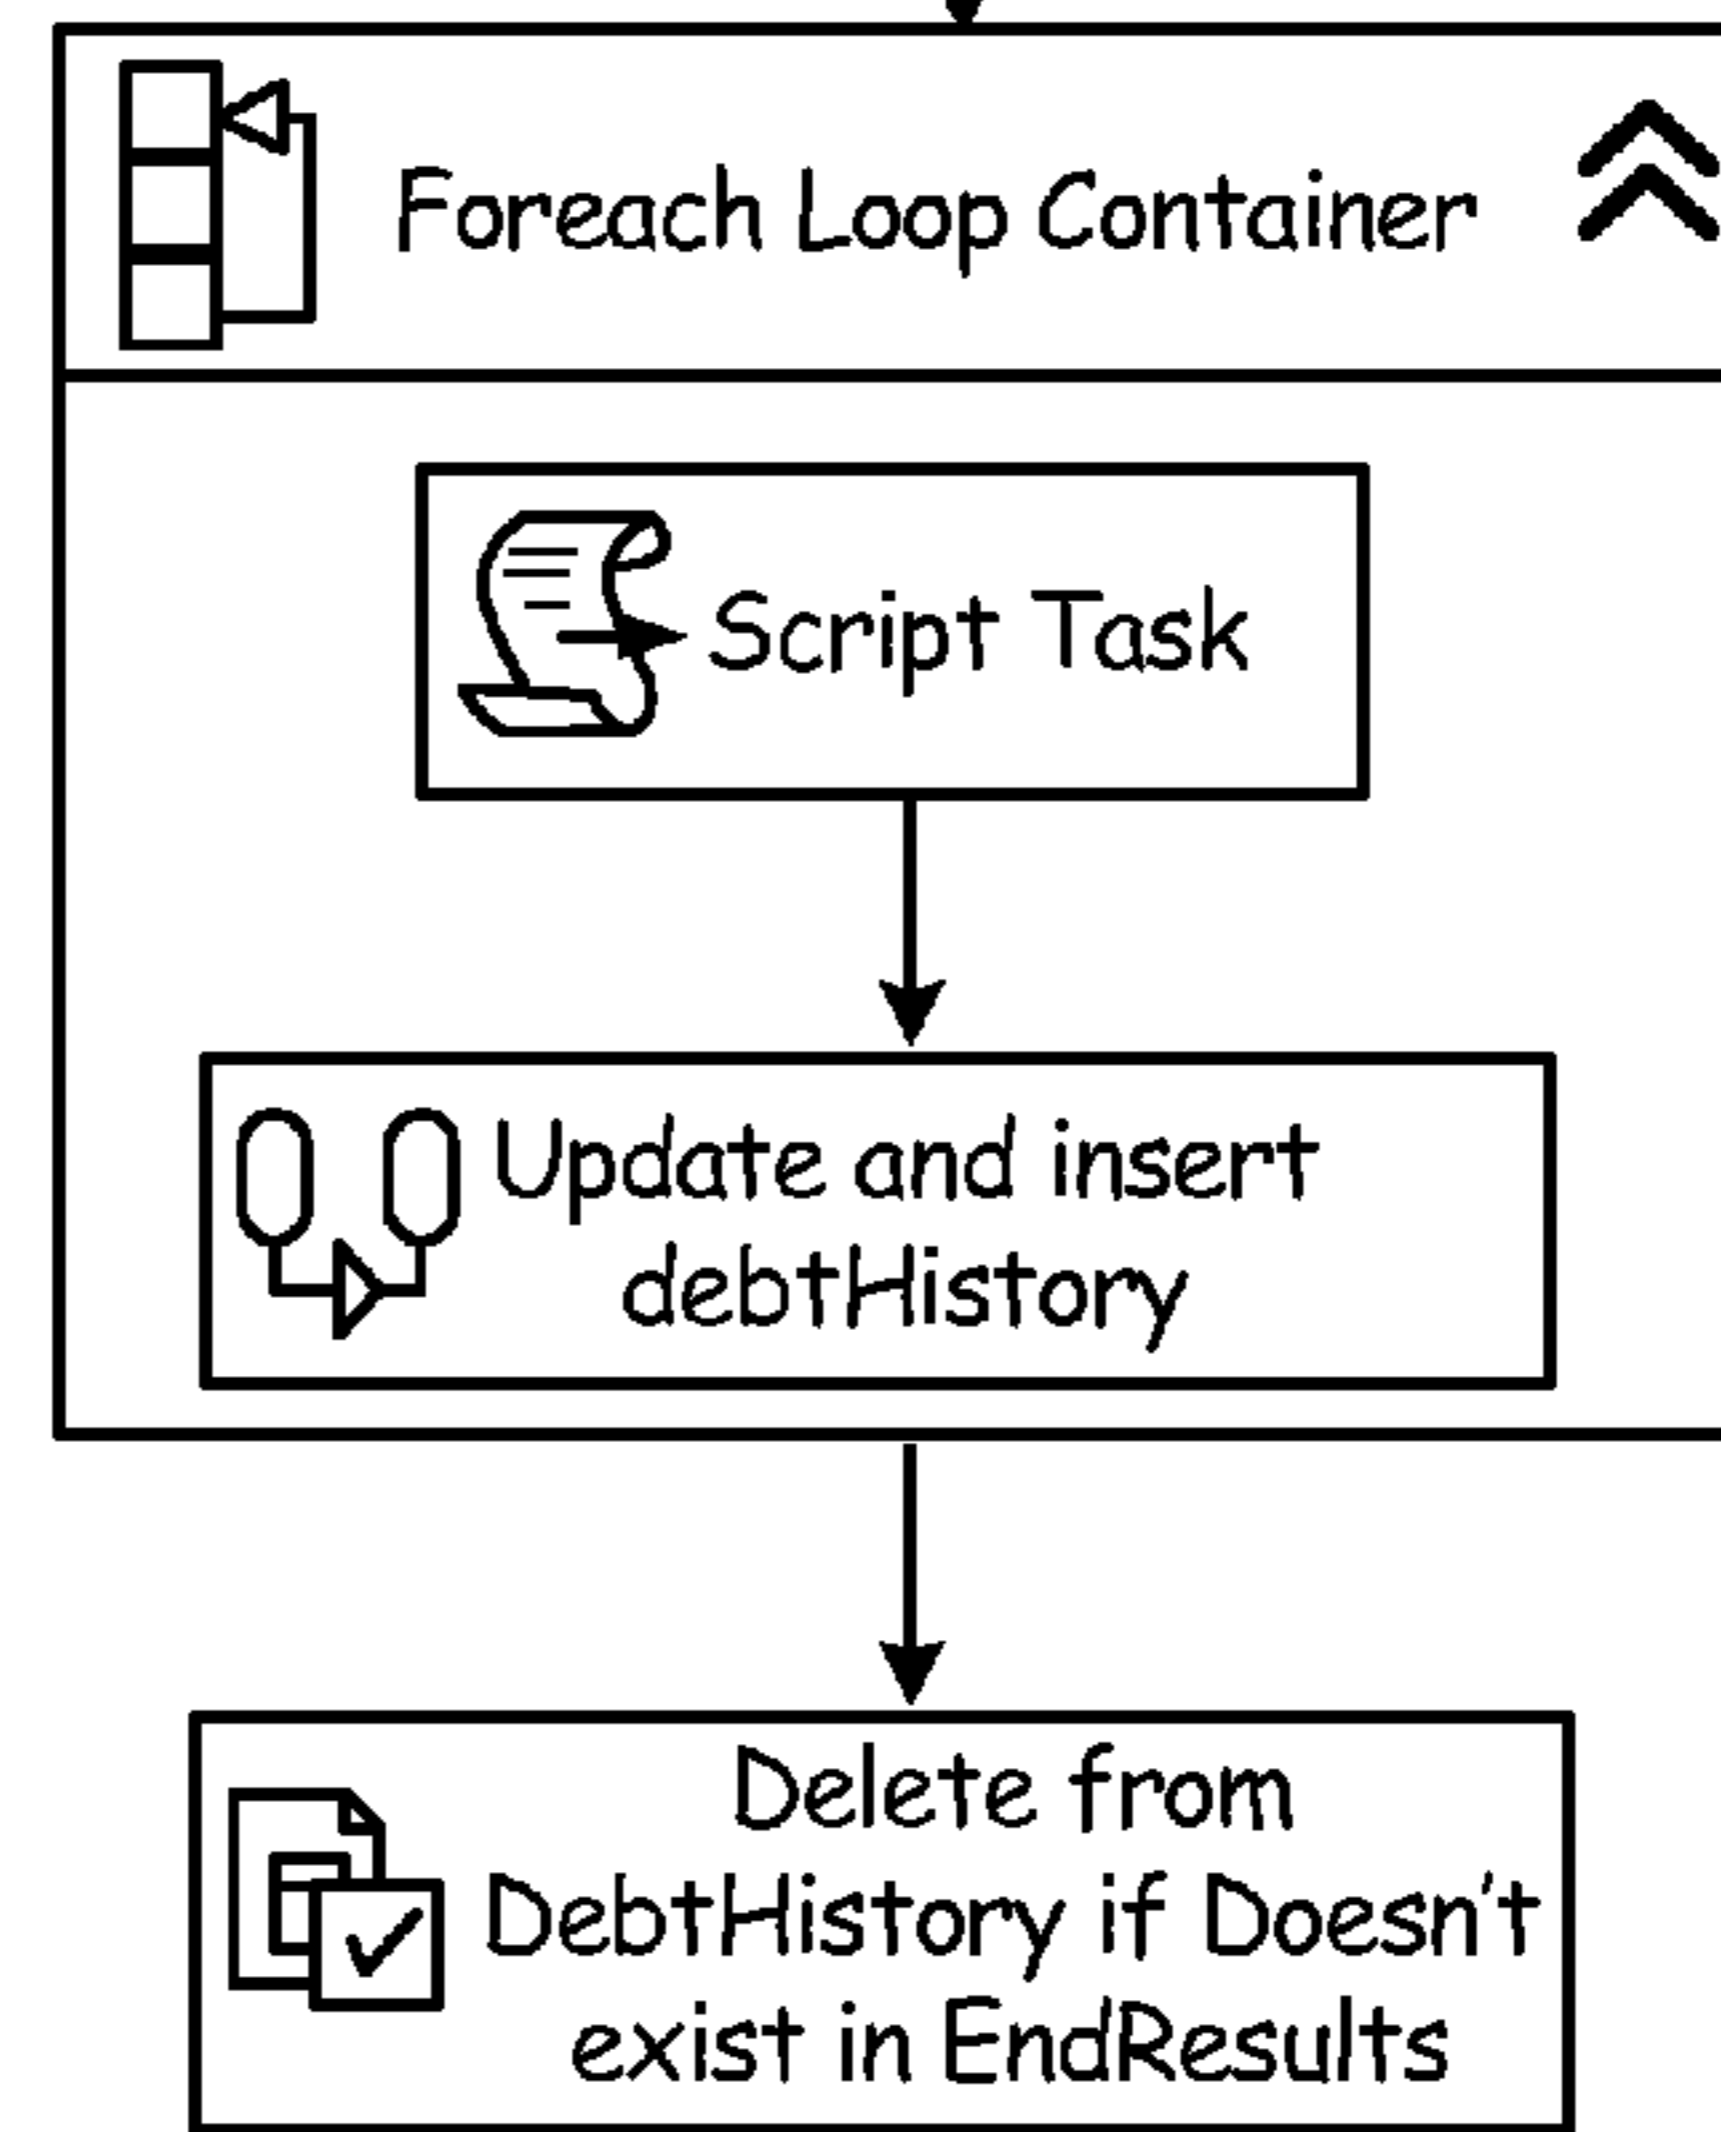 Foreach Loop Container
Script Task
Update and insert
debtHistory
Delete from
DebtHistory if Doesn't
exist in EndResults